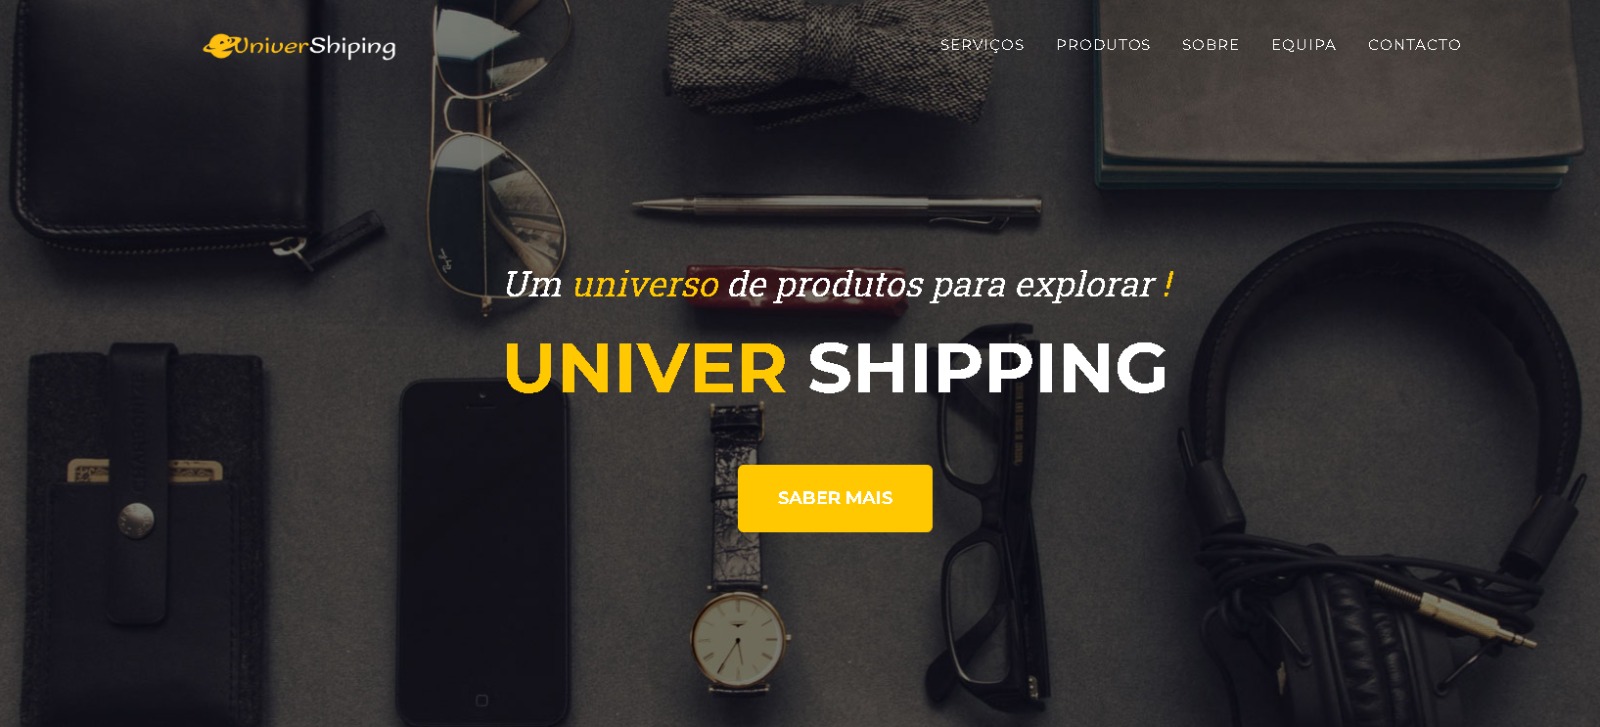 UniverShiping
SERVIÇOS PRODUTOS SOBRE EQUIPA CONTACTO
Um universo de produtos para explorar !
UNIVER SHIPPING
SABER MAIS